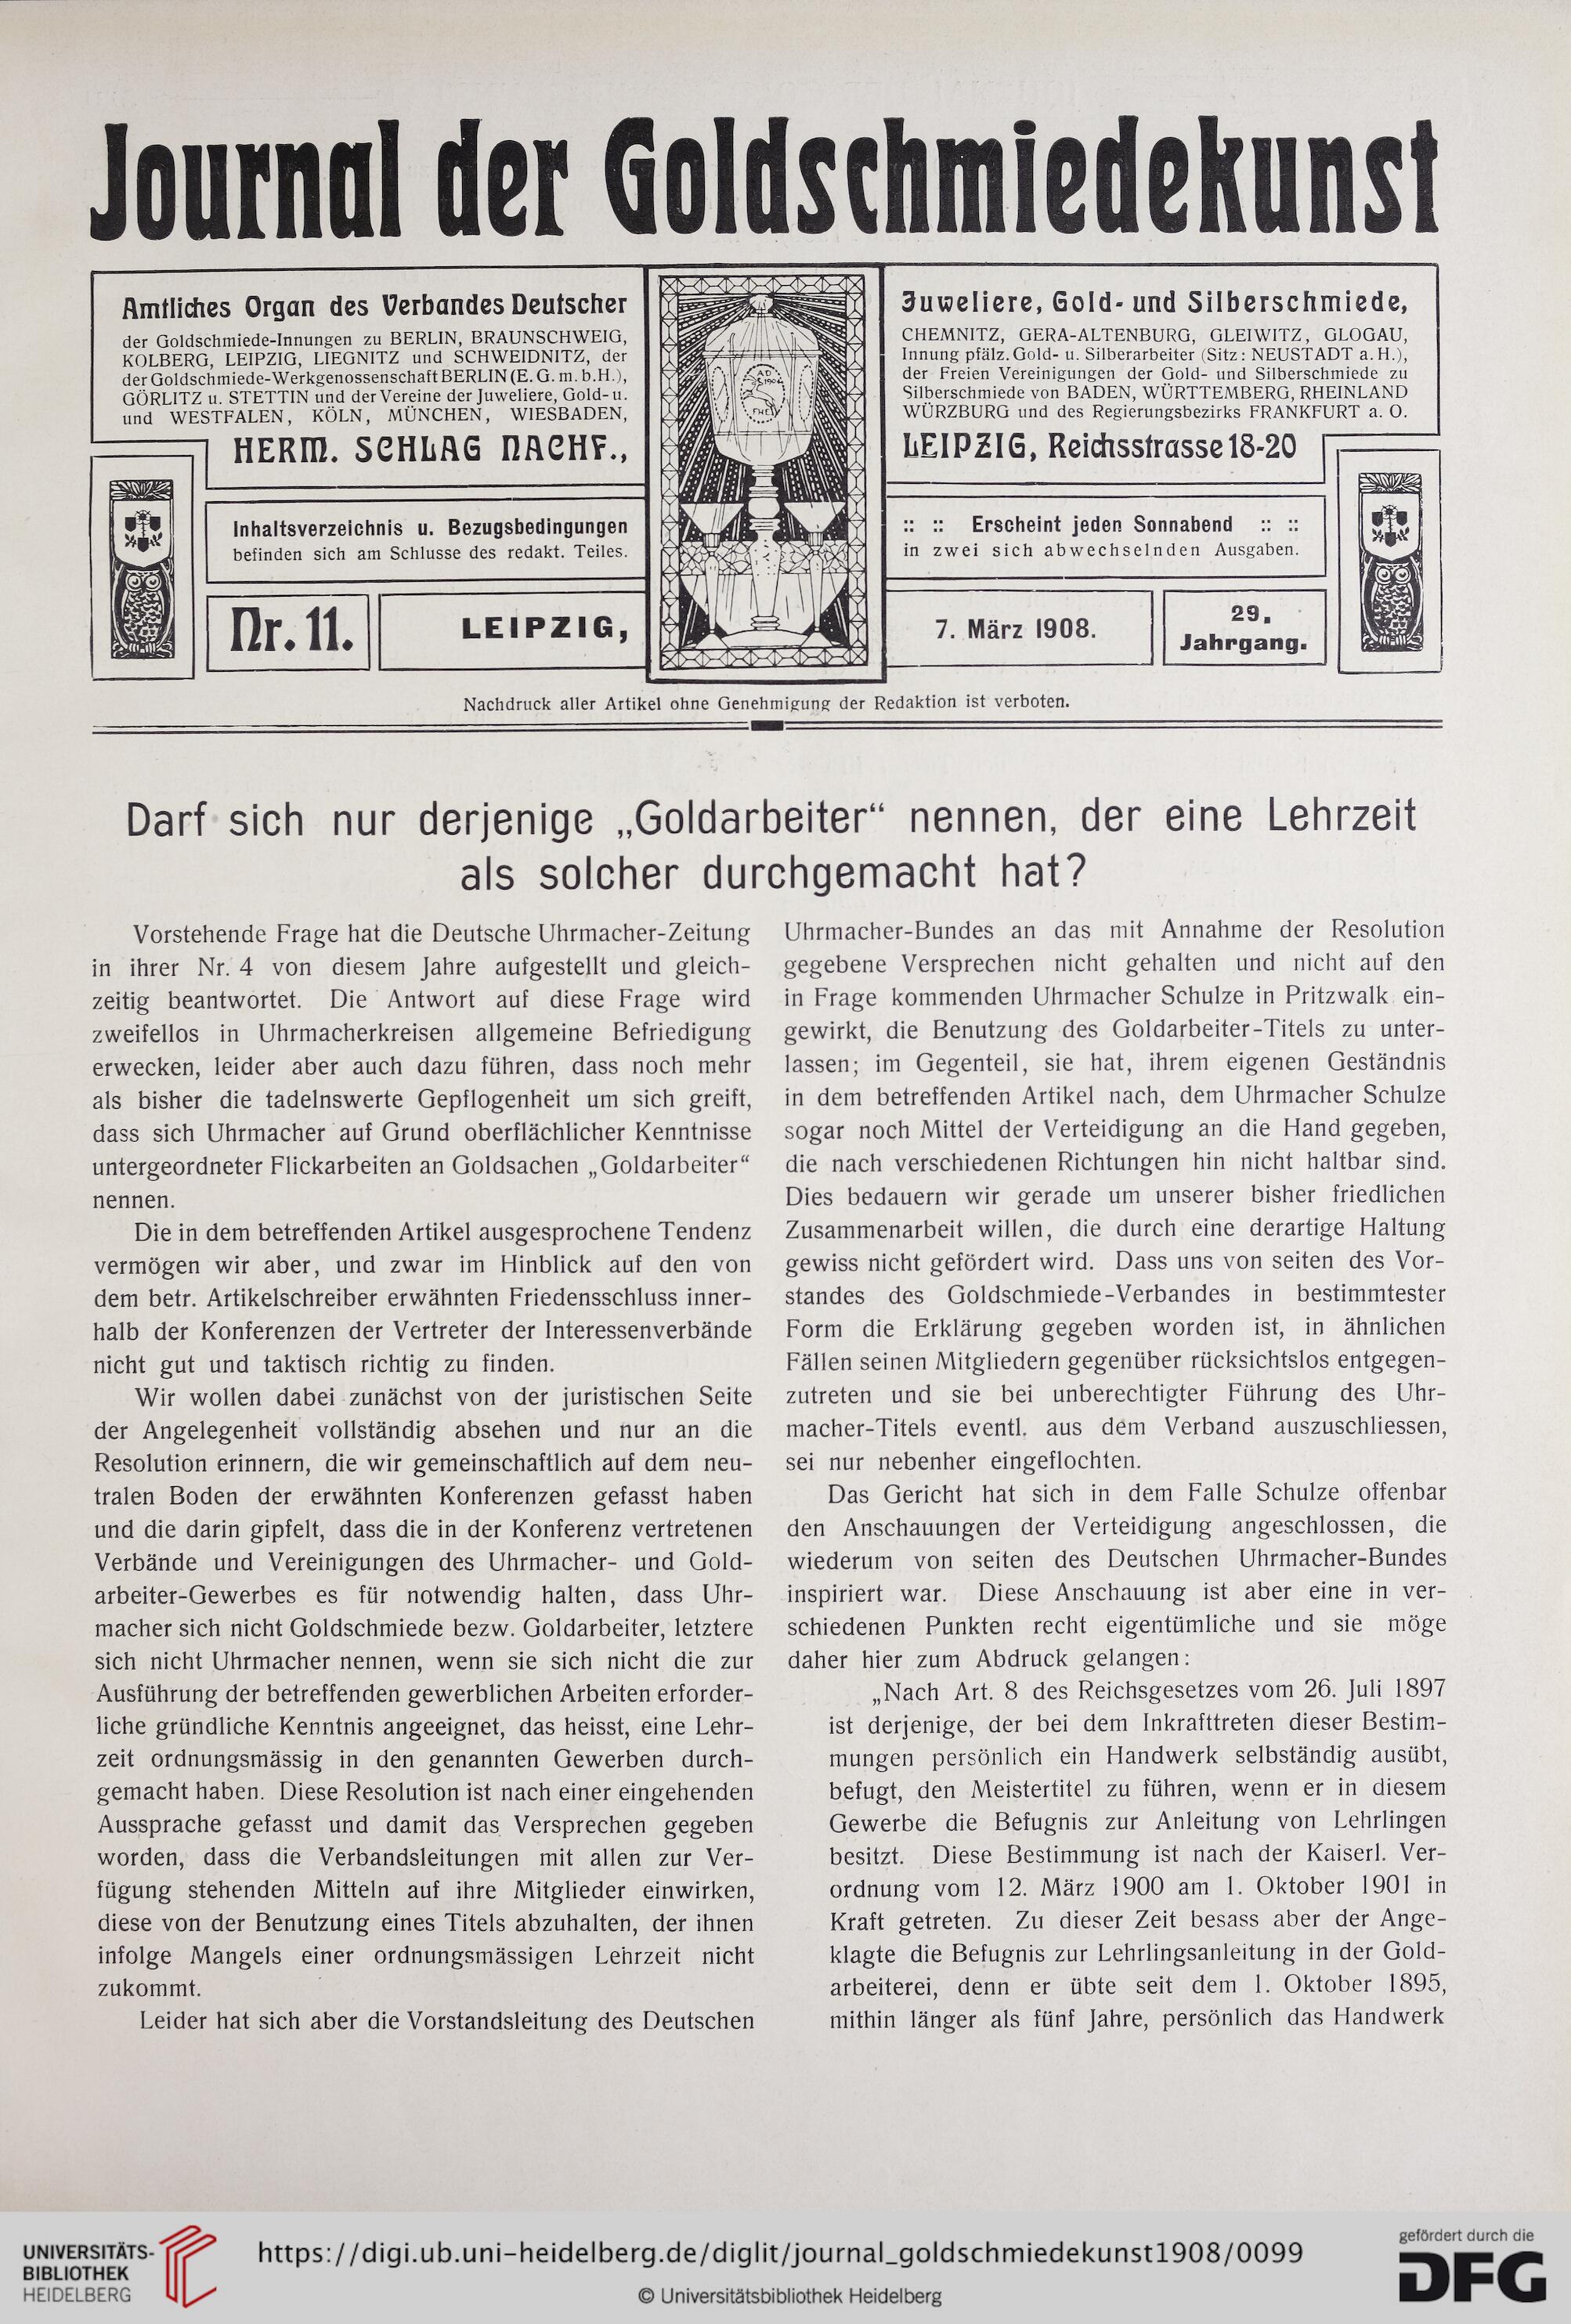 Journal der Goldschmiedekunst
Amtliches Organ des Verbandes Deutscher
der Goldschmiede-Innungen zu BERLIN, BRAUNSCHWEIG,
KOLBERG, LEIPZIG, LIEGNITZ und SCHWEIDNITZ, der
der Goldschmiede-Werkgenossenschaft BERLIN (E. G. m. b. H.),
GÖRLITZ u. STETTIN und der Vereine der Juweliere, Gold- u.
und WESTFALEN, KÖLN, MÜNCHEN, WIESBADEN,
HERM. SCHLAG NACHF.,
Juweliere, Gold- und Silberschmiede,
CHEMNITZ, GERA-ALTENBURG, GLEIWITZ, GLOGAU,
Innung pfälz. Gold- u. Silberarbeiter (Sitz: NEUSTADT a. H.),
der Freien Vereinigungen der Gold- und Silberschmiede zu
Silberschmiede von BADEN, WÜRTTEMBERG, RHEINLAND
WÜRZBURG und des Regierungsbezirks FRANKFURT a. O.
LEIPZIG, Reichsstrasse 18-20
Inhaltsverzeichnis u. Bezugsbedingungen
befinden sich am Schlusse des redakt. Teiles.
:: :: Erscheint jeden Sonnabend :: ::
in zwei sich abwechselnden Ausgaben.
Nr. 11.
LEIPZIG,
7. März 1908.
29.
Jahrgang.
Nachdruck aller Artikel ohne Genehmigung der Redaktion ist verboten.
Darf sich nur derjenige „Goldarbeiter“ nennen, der eine Lehrzeit
als solcher durchgemacht hat?
Vorstehende Frage hat die Deutsche Uhrmacher-Zeitung
in ihrer Nr. 4 von diesem Jahre aufgestellt und gleich-
zeitig beantwortet. Die Antwort auf diese Frage wird
zweifellos in Uhrmacherkreisen allgemeine Befriedigung
erwecken, leider aber auch dazu führen, dass noch mehr
als bisher die tadelnswerte Gepflogenheit um sich greift,
dass sich Uhrmacher auf Grund oberflächlicher Kenntnisse
untergeordneter Flickarbeiten an Goldsachen „Goldarbeiter“
nennen.
Die in dem betreffenden Artikel ausgesprochene Tendenz
vermögen wir aber, und zwar im Hinblick auf den von
dem betr. Artikelschreiber erwähnten Friedensschluss inner-
halb der Konferenzen der Vertreter der Interessenverbände
nicht gut und taktisch richtig zu finden.
Wir wollen dabei zunächst von der juristischen Seite
der Angelegenheit vollständig absehen und nur an die
Resolution erinnern, die wir gemeinschaftlich auf dem neu-
tralen Boden der erwähnten Konferenzen gefasst haben
und die darin gipfelt, dass die in der Konferenz vertretenen
Verbände und Vereinigungen des Uhrmacher- und Gold-
arbeiter-Gewerbes es für notwendig halten, dass Uhr-
macher sich nicht Goldschmiede bezw. Goldarbeiter, letztere
sich nicht Uhrmacher nennen, wenn sie sich nicht die zur
Ausführung der betreffenden gewerblichen Arbeiten erforder-
liche gründliche Kenntnis angeeignet, das heisst, eine Lehr-
zeit ordnungsmässig in den genannten Gewerben durch-
gemacht haben. Diese Resolution ist nach einer eingehenden
Aussprache gefasst und damit das Versprechen gegeben
worden, dass die Verbandsleitungen mit allen zur Ver-
fügung stehenden Mitteln auf ihre Mitglieder einwirken,
diese von der Benutzung eines Titels abzuhalten, der ihnen
infolge Mangels einer ordnungsmässigen Lehrzeit nicht
zukommt.
Leider hat sich aber die Vorstandsleitung des Deutschen
Uhrmacher-Bundes an das mit Annahme der Resolution
gegebene Versprechen nicht gehalten und nicht auf den
in Frage kommenden Uhrmacher Schulze in Pritzwalk ein-
gewirkt, die Benutzung des Goldarbeiter-Titels zu unter-
lassen; im Gegenteil, sie hat, ihrem eigenen Geständnis
in dem betreffenden Artikel nach, dem Uhrmacher Schulze
sogar noch Mittel der Verteidigung an die Hand gegeben,
die nach verschiedenen Richtungen hin nicht haltbar sind.
Dies bedauern wir gerade um unserer bisher friedlichen
Zusammenarbeit willen, die durch eine derartige Haltung
gewiss nicht gefördert wird. Dass uns von seiten des Vor-
standes des Goldschmiede-Verbandes in bestimmtester
Form die Erklärung gegeben worden ist, in ähnlichen
Fällen seinen Mitgliedern gegenüber rücksichtslos entgegen-
zutreten und sie bei unberechtigter Führung des Uhr-
macher-Titels eventl. aus dem Verband auszuschliessen,
sei nur nebenher eingeflochten.
Das Gericht hat sich in dem Falle Schulze offenbar
den Anschauungen der Verteidigung angeschlossen, die
wiederum von seiten des Deutschen Uhrmacher-Bundes
inspiriert war. Diese Anschauung ist aber eine in ver-
schiedenen Punkten recht eigentümliche und sie möge
daher hier zum Abdruck gelangen:
„Nach Art. 8 des Reichsgesetzes vom 26. Juli 1897
ist derjenige, der bei dem Inkrafttreten dieser Bestim-
mungen persönlich ein Handwerk selbständig ausübt,
befugt, den Meistertitel zu führen, wenn er in diesem
Gewerbe die Befugnis zur Anleitung von Lehrlingen
besitzt. Diese Bestimmung ist nach der Kaiserl. Ver-
ordnung vom 12. März 1900 am 1. Oktober 1901 in
Kraft getreten. Zu dieser Zeit besass aber der Ange-
klagte die Befugnis zur Lehrlingsanleitung in der Gold-
arbeiterei, denn er übte seit dem 1. Oktober 1895,
mithin länger als fünf Jahre, persönlich das Handwerk
UNIVERSITÄTS-
BIBLIOTHEK
HEIDELBERG
https://digi.ub.uni-heidelberg.de/diglit/journal_goldschmiedekunst1908/0099
© Universitätsbibliothek Heidelberg
gefördert durch die
DFG